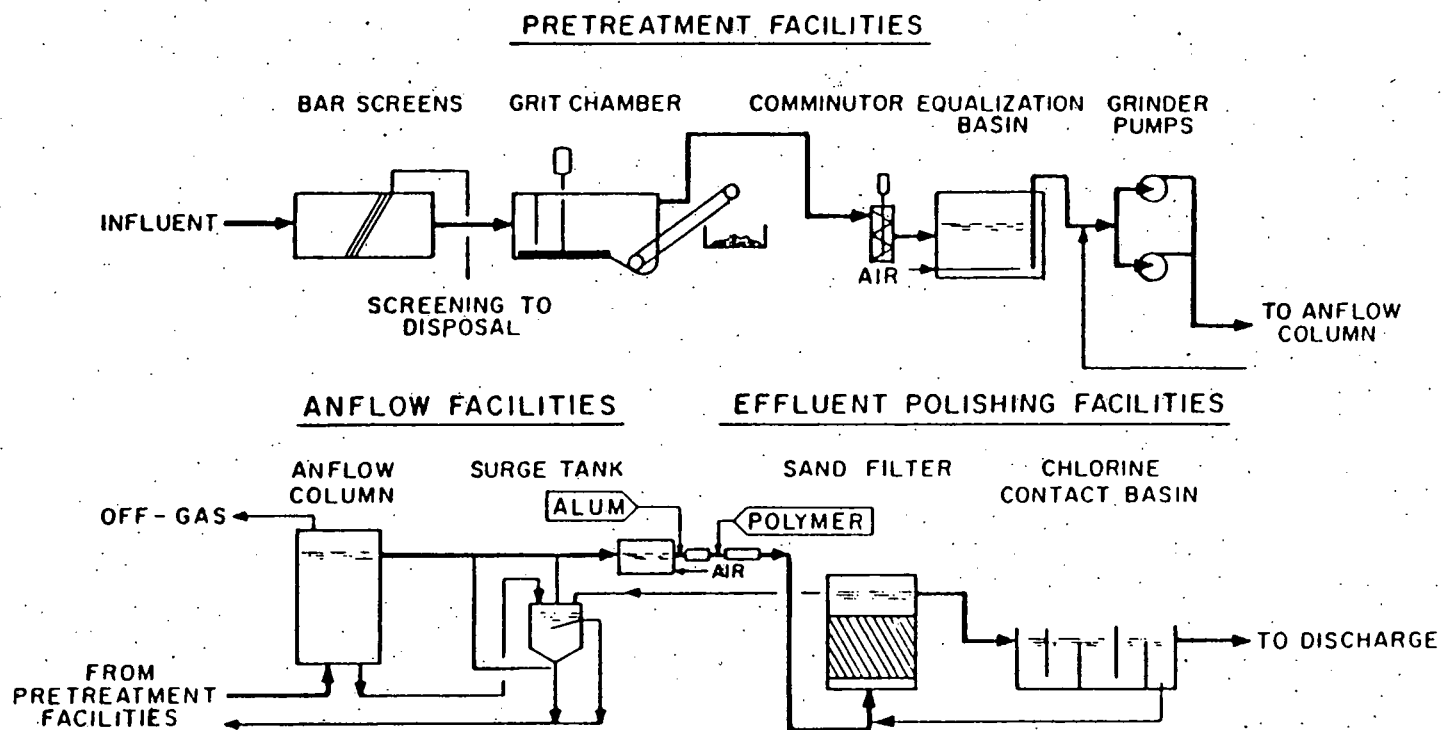 PRETREATMENT FACILITIES
BAR SCREENS
GRIT CHAMBER
COMMINUTOR
EQUALIZATION
BASIN
GRINDER
PUMPS
INFLUENT
AIR
SCREENING TO
DISPOSAL
TO ANFLOW
COLUMN
ANFLOW FACILITIES
EFFLUENT POLISHING FACILITIES
ANFLOW
COLUMN
SURGE TANK
SAND FILTER
CHLORINE
CONTACT BASIN
OFF-GAS
ALUM
POLYMER
AIR
TO DISCHARGE
FROM
PRETREATMENT
FACILITIES